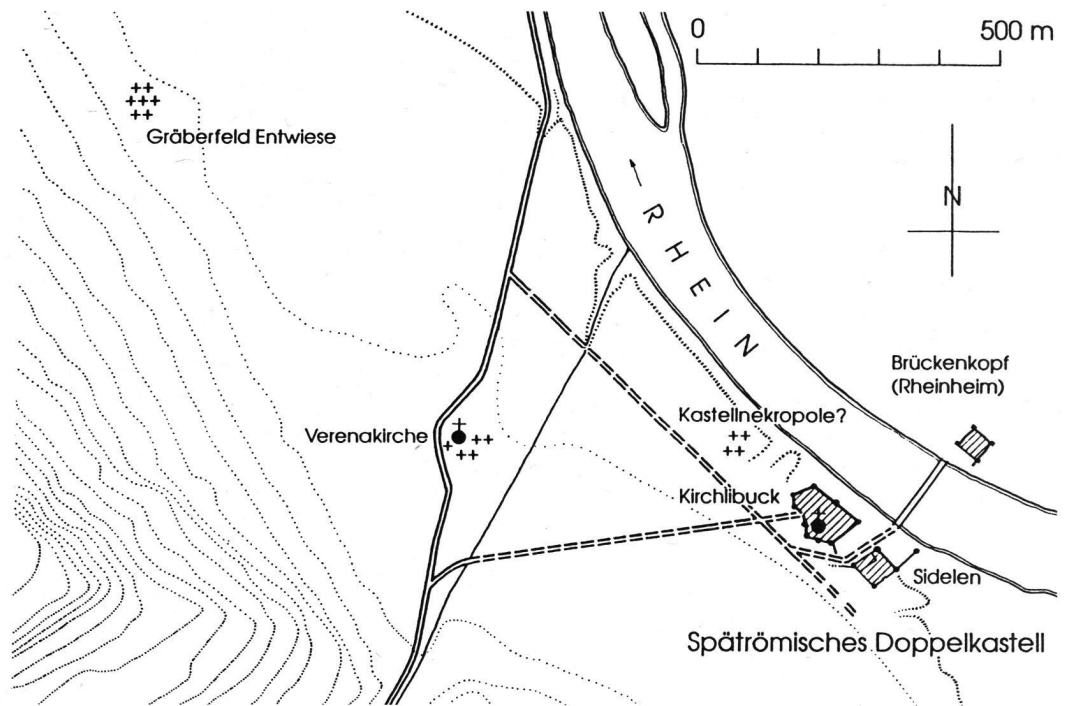 0 500 m
Gräberfeld Entwiese
N
RHEIN
Brückenkopf
(Rheinheim)
Kastellnekropole?
Verenakirche
Kirchlibuck
Sidelen
Spätrömisches Doppelkastell